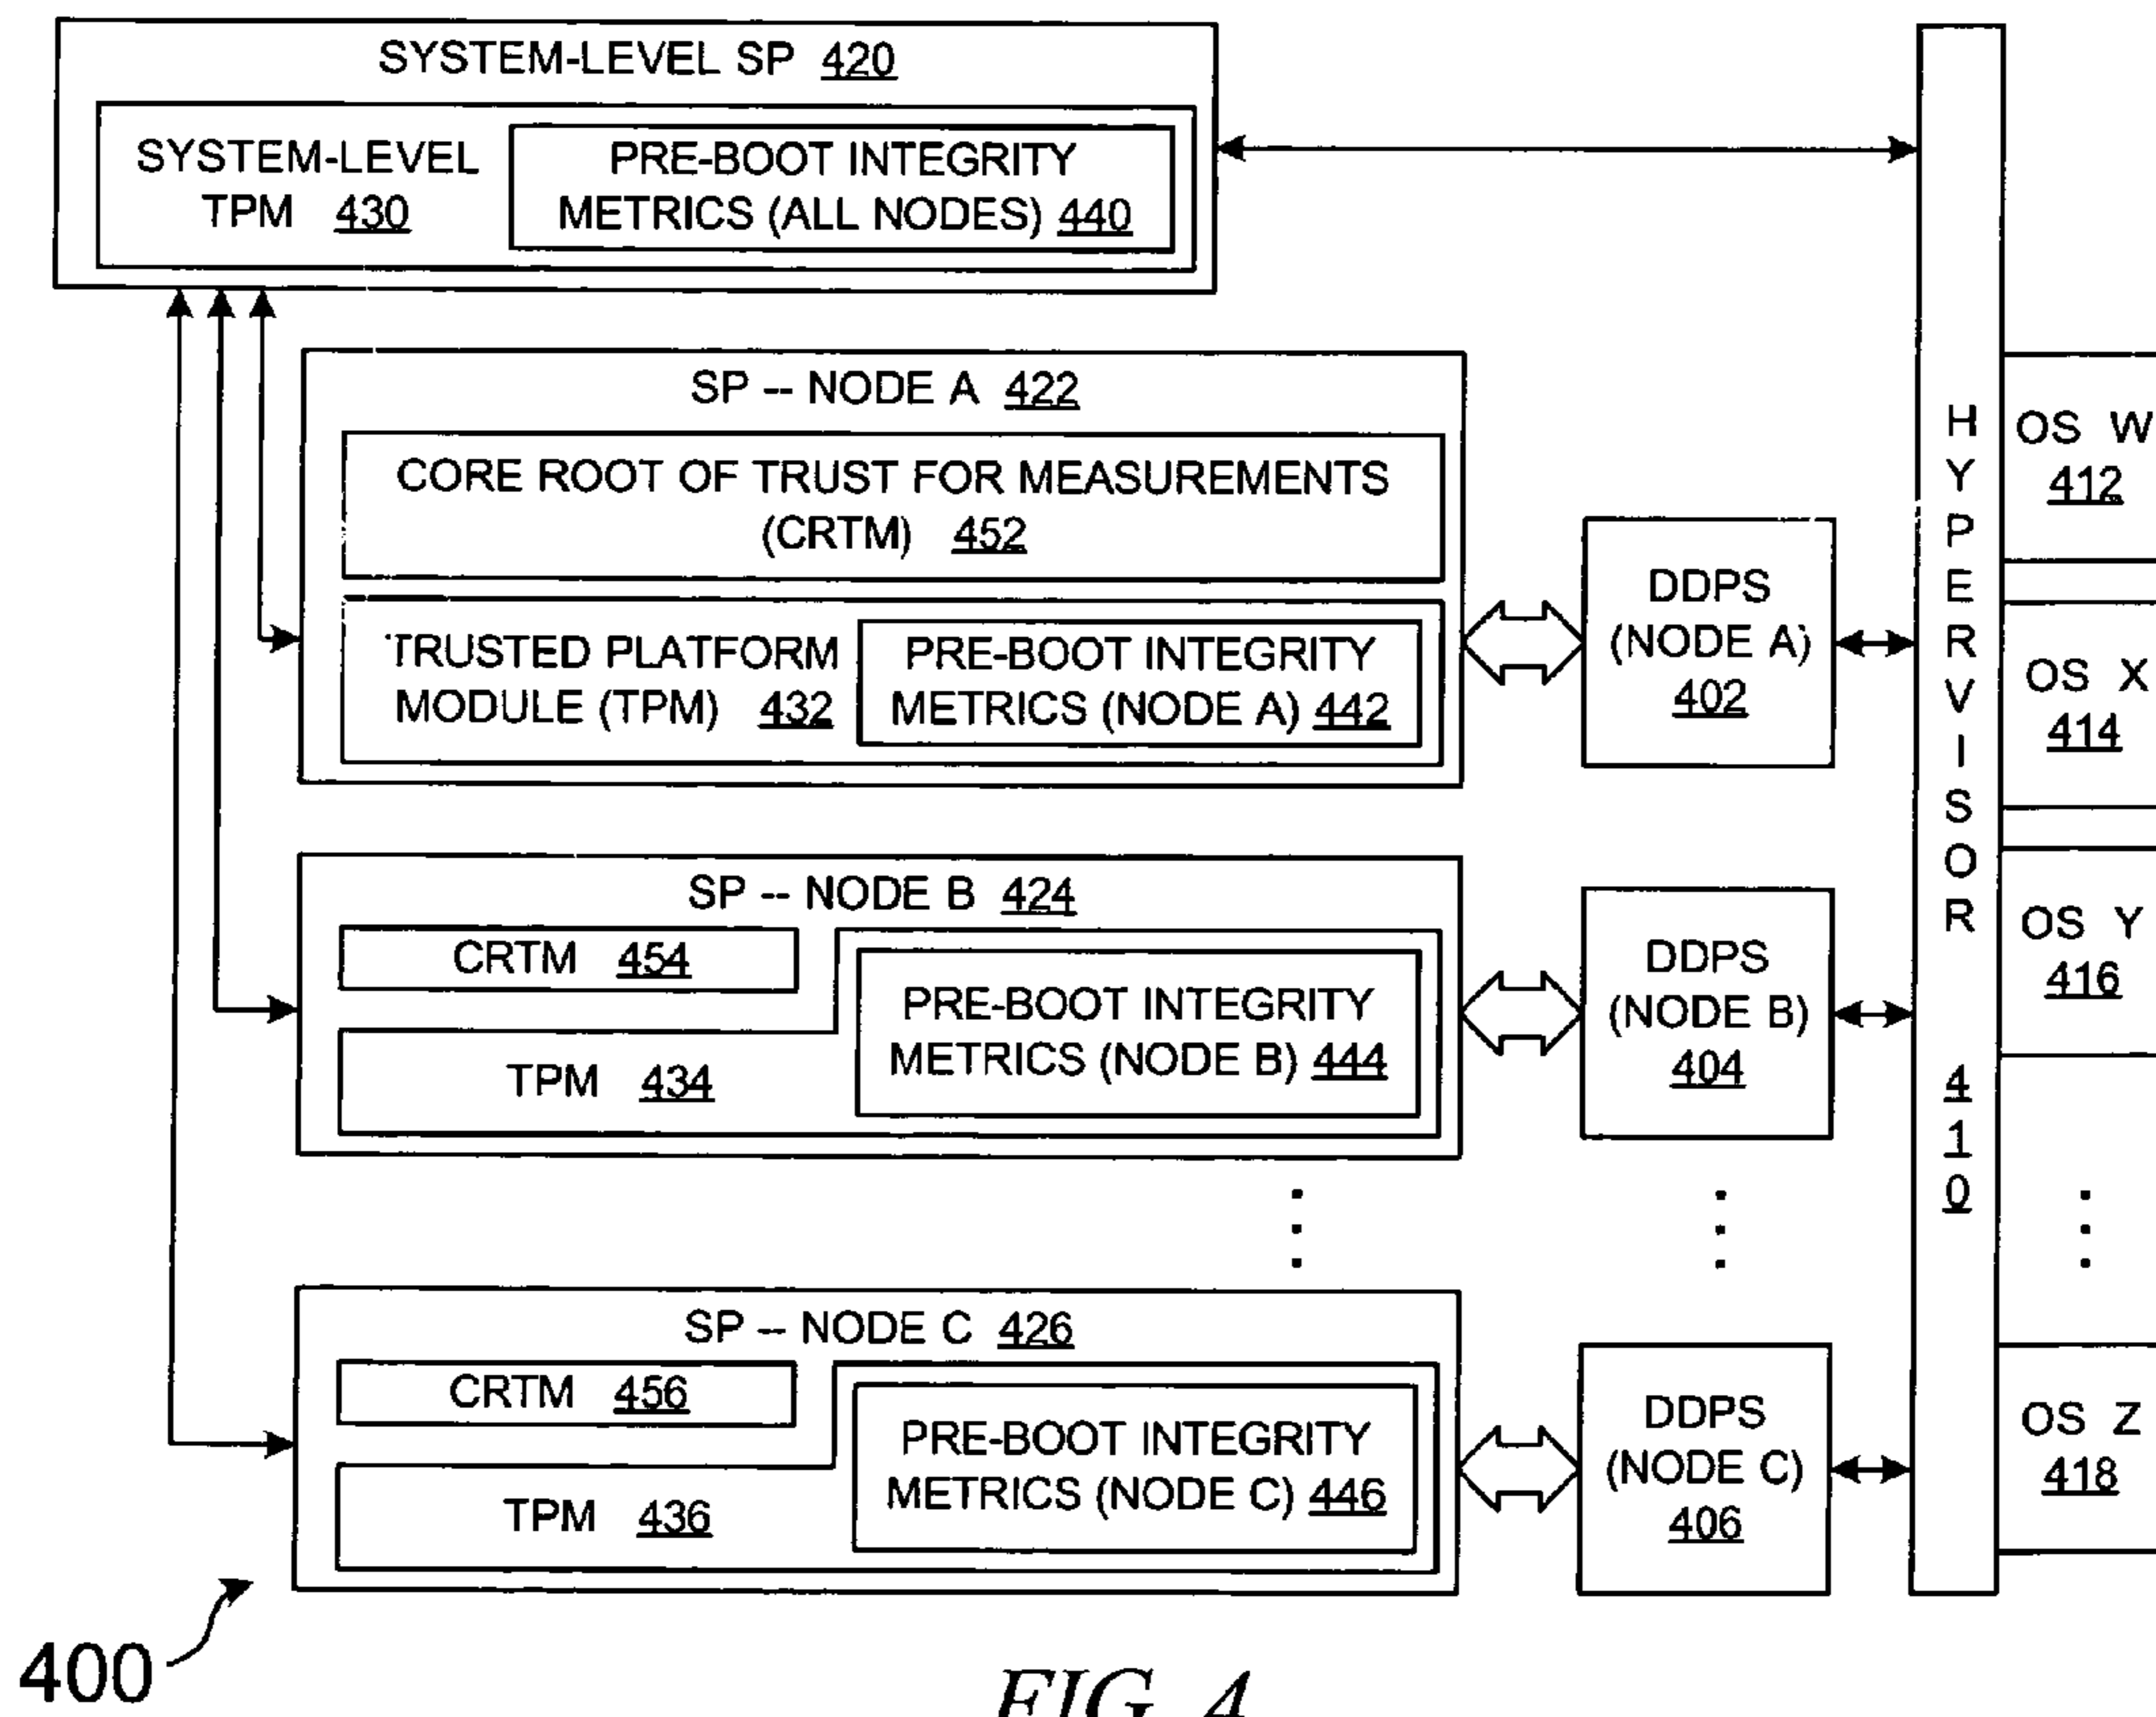 SYSTEM-LEVEL SP 420
SYSTEM-LEVEL
TPM 430
PRE-BOOT INTEGRITY
METRICS (ALL NODES) 440
SP -- NODE A 422
CORE ROOT OF TRUST FOR MEASUREMENTS
(CRTM) 452
TRUSTED PLATFORM
MODULE (TPM) 432
PRE-BOOT INTEGRITY
METRICS (NODE A) 442
DDPS
(NODE A)
402
SP -- NODE B 424
CRTM 454
TPM 434
PRE-BOOT INTEGRITY
METRICS (NODE B) 444
DDPS
(NODE B)
404
SP -- NODE C 426
CRTM 456
TPM 436
PRE-BOOT INTEGRITY
METRICS (NODE C) 446
DDPS
(NODE C)
406
HYPERVISOR 410
OS W
412
OS X
414
OS Y
416
OS Z
418
400
FIG. 4